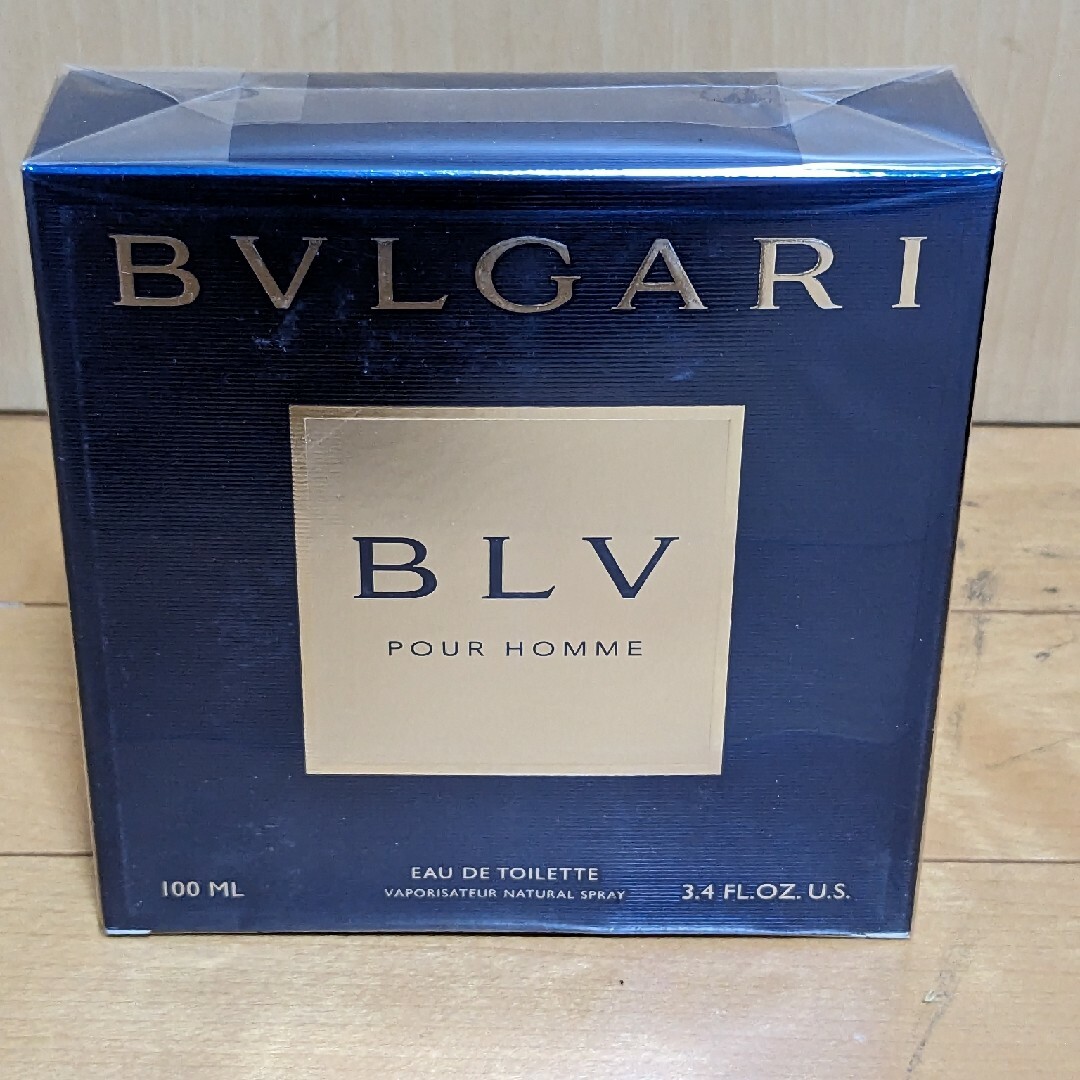 BVLGARI
BLV
POUR HOMME
EAU DE TOILETTE
VAPORISATEUR NATURAL SPRAY
100 ML
3.4 FL.OZ. U.S.